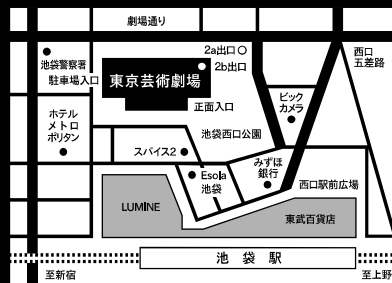 劇場通り
2a出口
2b出口
西口
五差路
池袋警察署
駐車場入口
東京芸術劇場
正面入口
ビック
カメラ
ホテル
メトロ
ポリタン
池袋西口公園
スパイス2
Esola
池袋
みずほ
銀行
西口駅前広場
LUMINE
東武百貨店
池袋駅
至新宿
至上野